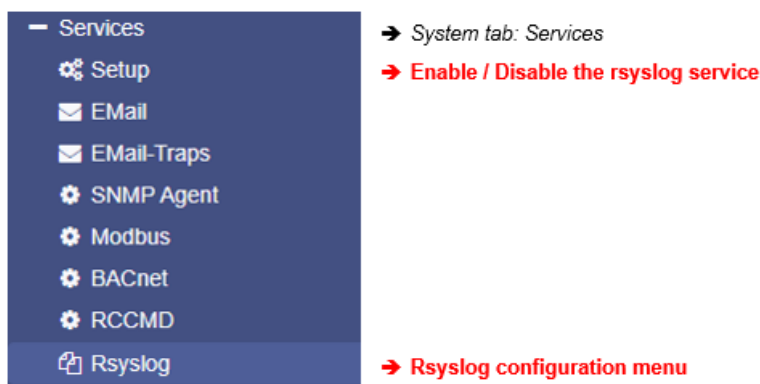 Services
➔ System tab: Services
Setup
➔ Enable / Disable the rsyslog service
EMail
EMail-Traps
SNMP Agent
Modbus
BACnet
RCCMD
Rsyslog
➔ Rsyslog configuration menu